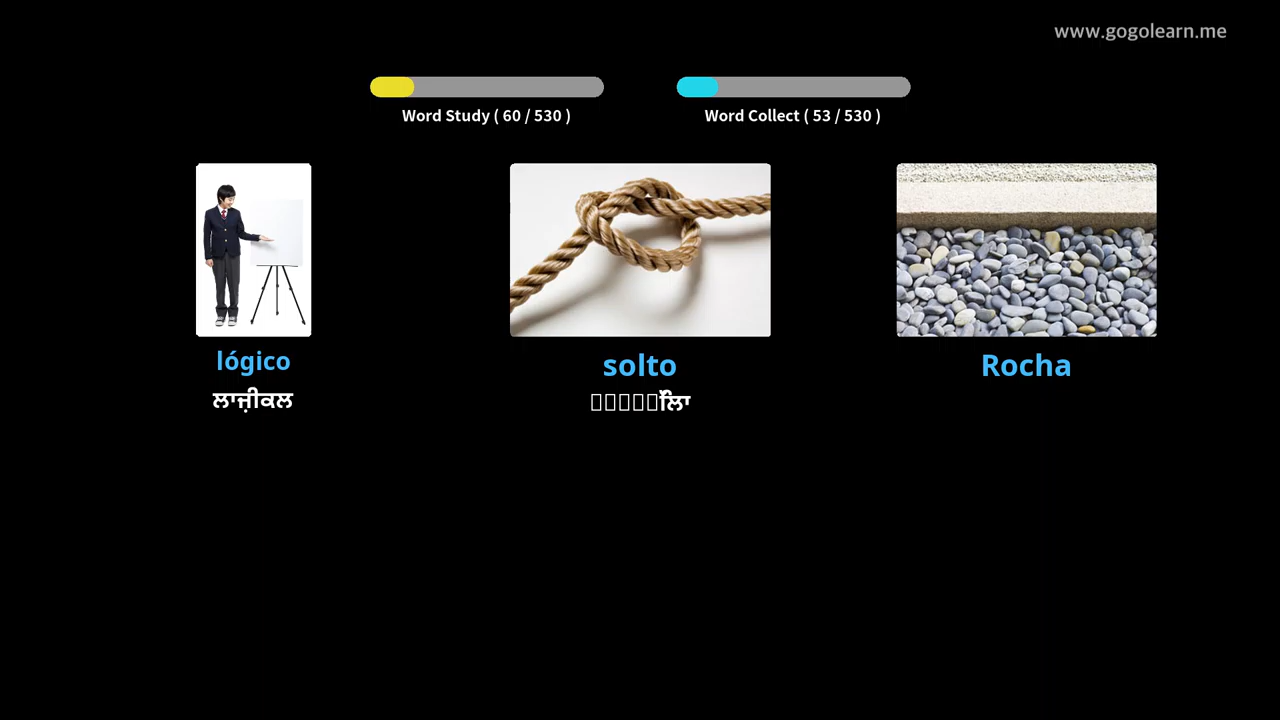 www.gogolearn.me
Word Study ( 60 / 530 )
Word Collect ( 53 / 530 )
lógico
solto
Rocha
ਲਾਜ਼ੀਕਲ